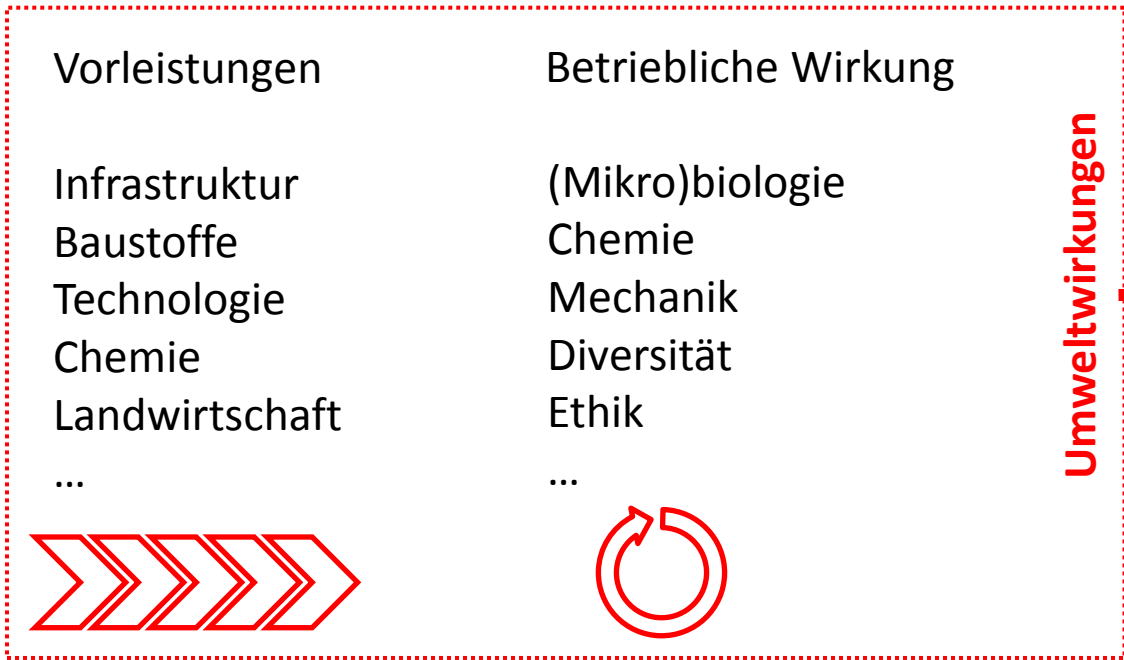 Vorleistungen
Infrastruktur
Baustoffe
Technologie
Chemie
Landwirtschaft
...
Betriebliche Wirkung
(Mikro)biologie
Chemie
Mechanik
Diversität
Ethik
...
Umweltwirkungen